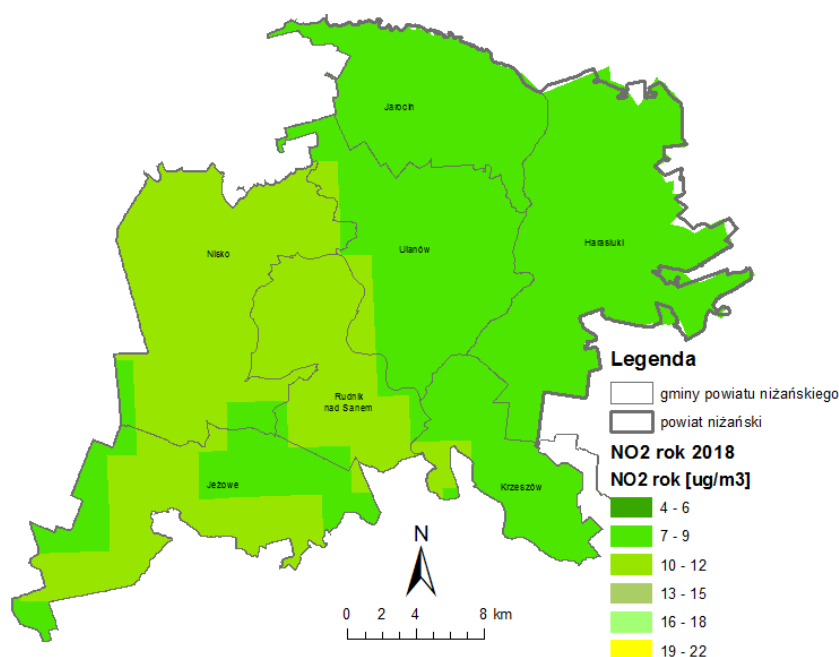 Jarocin
Nisko
Ulanów
Harasiuki
Rudnik
nad Sanem
Jeżowe
Krzeszów
Legenda
gminy powiatu niżańskiego
powiat niżański
NO2 rok 2018
NO2 rok [ug/m3]
4 - 6
7 - 9
10 - 12
13 - 15
16 - 18
19 - 22
N
0 2 4 8 km